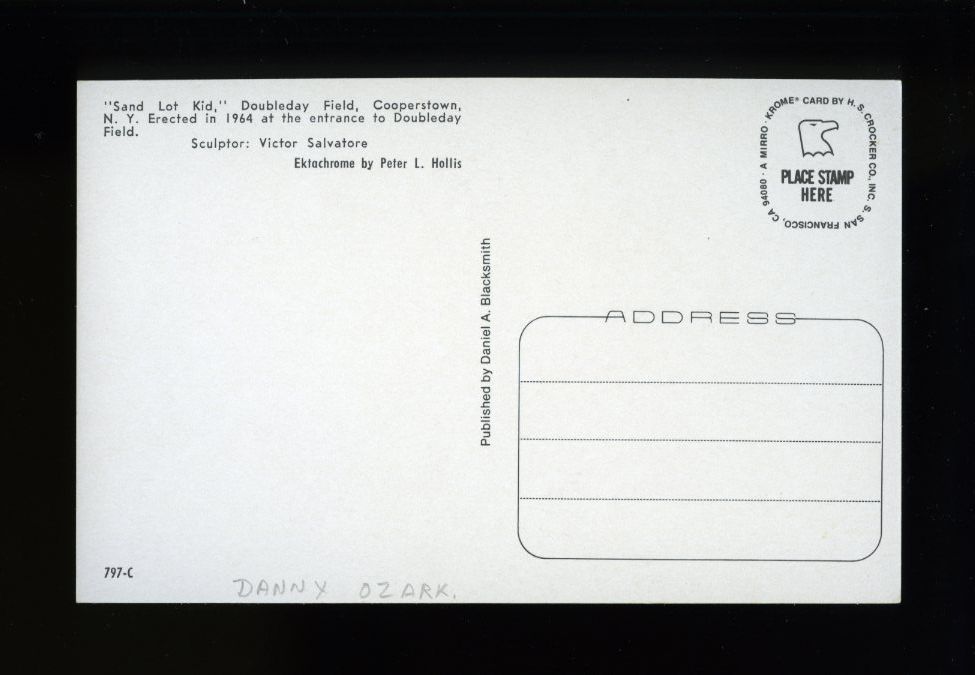 "Sand Lot Kid," Doubleday Field, Cooperstown,
N. Y. Erected in 1964 at the entrance to Doubleday
Field.
Sculptor: Victor Salvatore
Ektachrome by Peter L. Hollis
A MIRRO-KROME® CARD BY H. S. CROCKER CO., INC. S. SAN FRANCISCO, CA 94080 ·
PLACE STAMP
HERE
Published by Daniel A. Blacksmith
ADDRESS
797-C
DANNY OZARK.